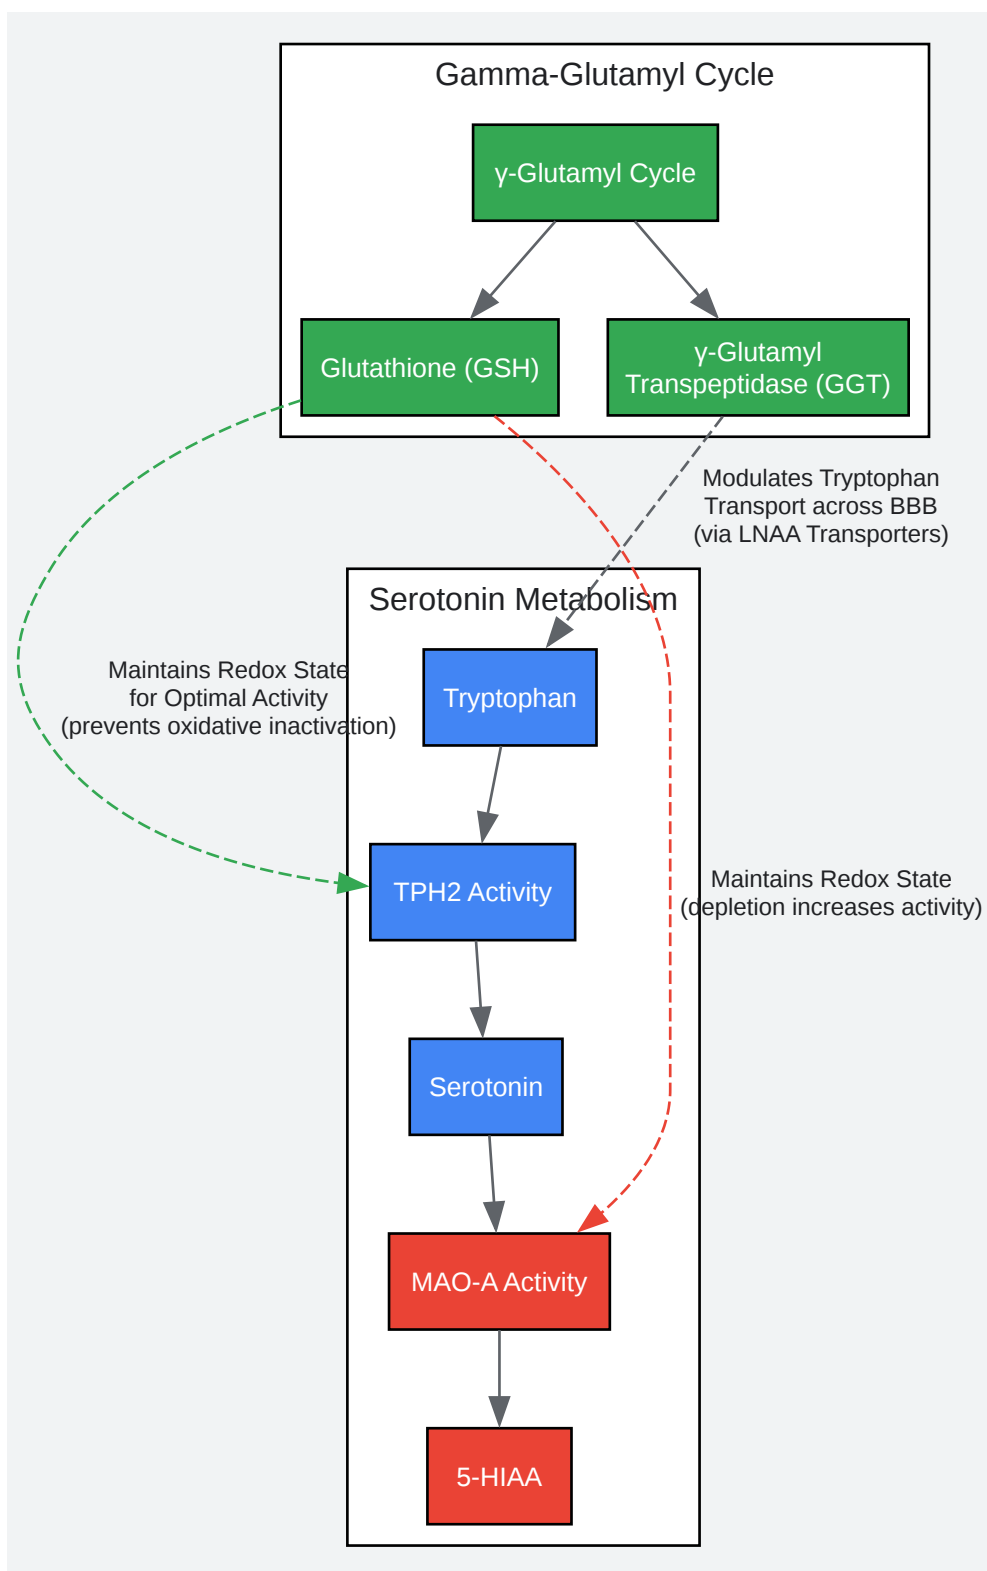 Gamma-Glutamyl Cycle
γ-Glutamyl Cycle
Glutathione (GSH)
γ-Glutamyl
Transpeptidase (GGT)
Modulates Tryptophan
Transport across BBB
(via LNAA Transporters)
Serotonin Metabolism
Maintains Redox State
for Optimal Activity
(prevents oxidative inactivation)
Tryptophan
TPH2 Activity
Maintains Redox State
(depletion increases activity)
Serotonin
MAO-A Activity
5-HIAA